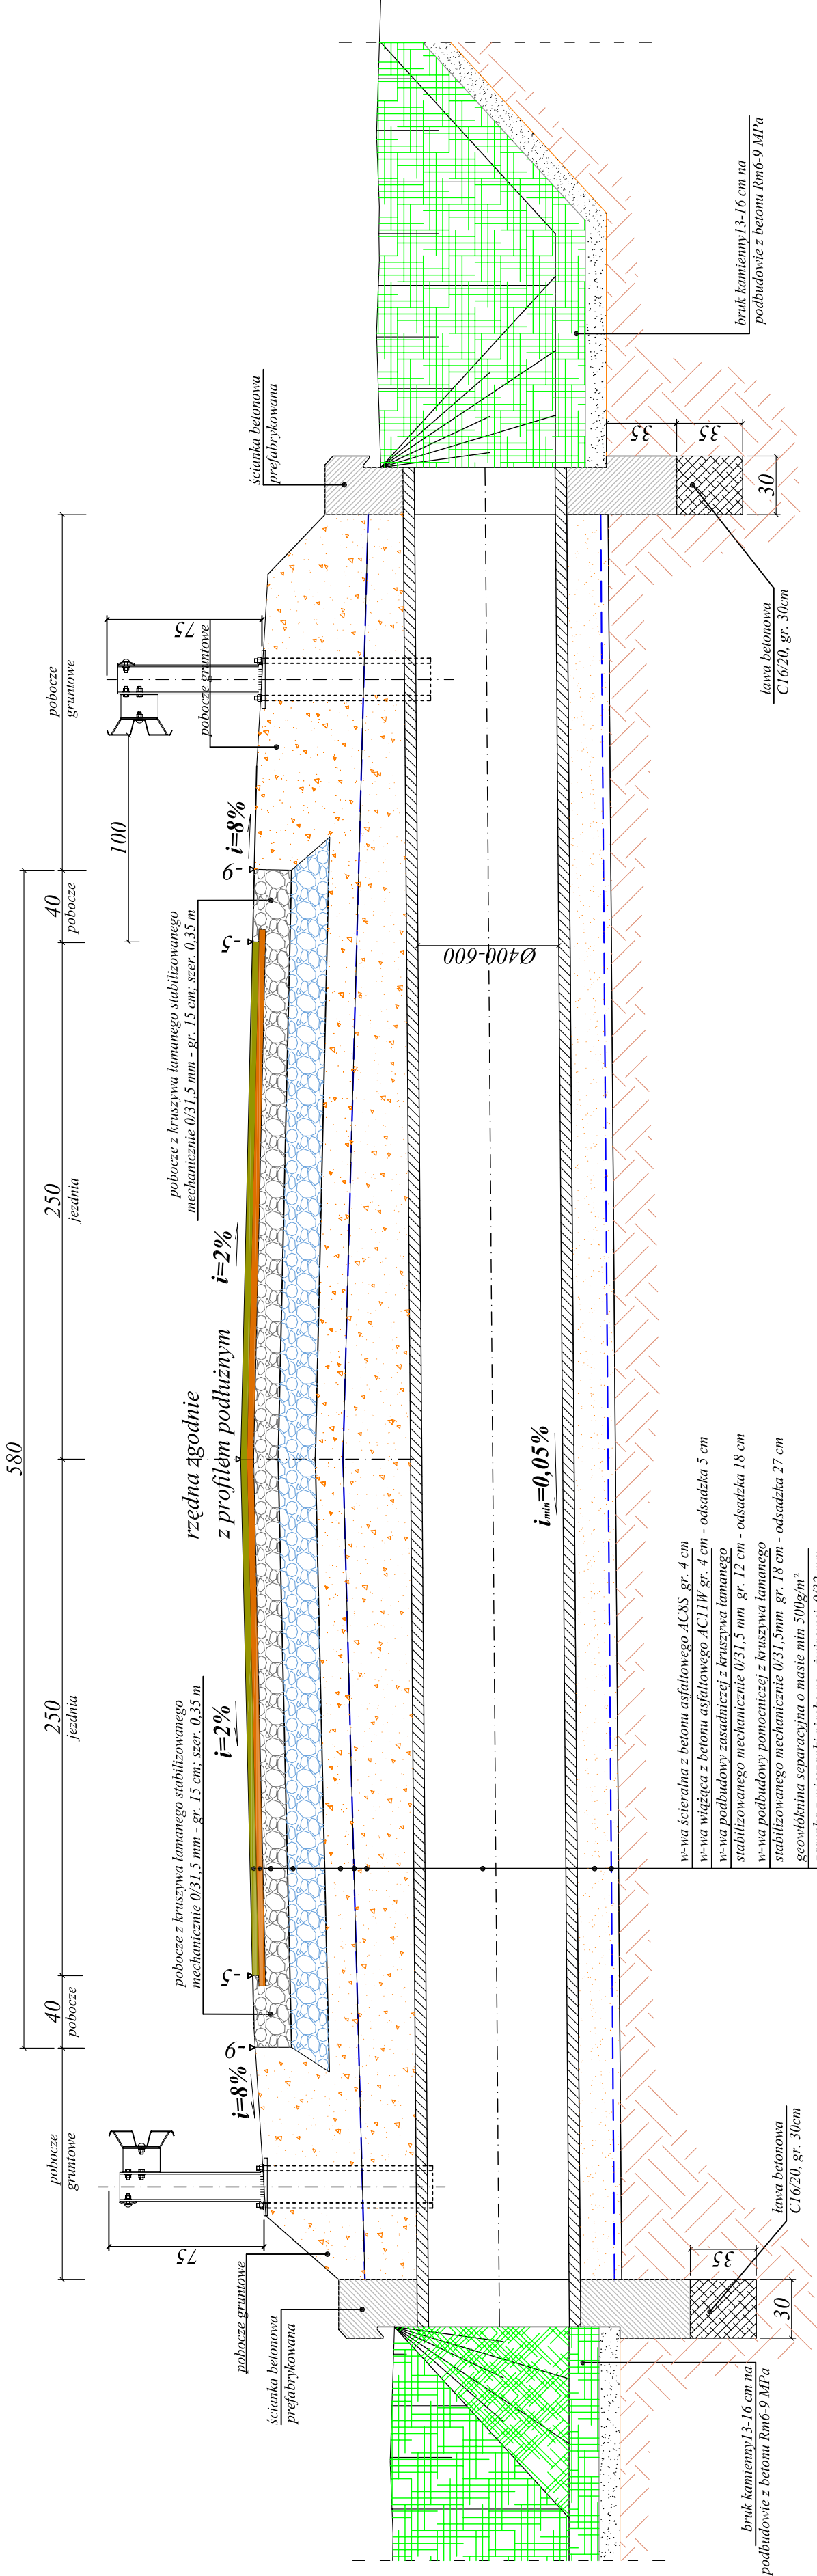 580
pobocze
gruntowe
40
pobocze
250
jezdnia
250
jezdnia
40
pobocze
pobocze
gruntowe
75
100
75
pobocze z kruszywa łamanego stabilizowanego
mechanicznie 0/31,5 mm - gr. 15 cm; szer. 0,35 m
pobocze z kruszywa łamanego stabilizowanego
mechanicznie 0/31,5 mm - gr. 15 cm; szer. 0,35 m
rzędna zgodnie
z profilem podłużnym
i=8%
-9
-5
i=2%
i=2%
-5
-9
i=8%
pobocze gruntowe
pobocze gruntowe
ścianka betonowa
prefabrykowana
ścianka betonowa
prefabrykowana
Ø400-600
imin=0,05%
35
30
35
35
30
ława betonowa
C16/20, gr. 30cm
ława betonowa
C16/20, gr. 30cm
bruk kamienny13-16 cm na
podbudowie z betonu Rm6-9 MPa
bruk kamienny13-16 cm na
podbudowie z betonu Rm6-9 MPa
w-wa ścieralna z betonu asfaltowego AC8S gr. 4 cm
w-wa wiążąca z betonu asfaltowego AC11W gr. 4 cm - odsadzka 5 cm
w-wa podbudowy zasadniczej z kruszywa łamanego
stabilizowanego mechanicznie 0/31,5 mm gr. 12 cm - odsadzka 18 cm
w-wa podbudowy pomocniczej z kruszywa łamanego
stabilizowanego mechanicznie 0/31,5mm gr. 18 cm - odsadzka 27 cm
geowłóknina separacyjna o masie min 500g/m²